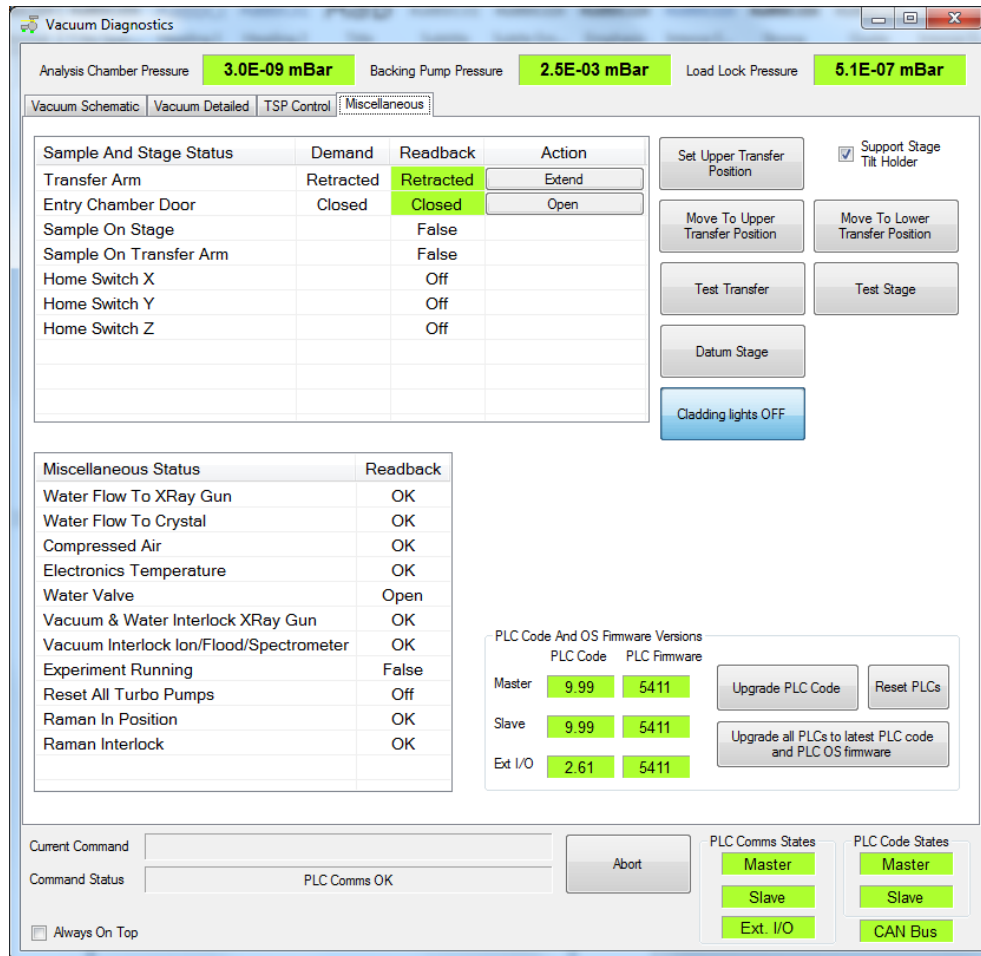 Vacuum Diagnostics
Analysis Chamber Pressure 3.0E-09 mBar Backing Pump Pressure 2.5E-03 mBar Load Lock Pressure 5.1E-07 mBar
Vacuum Schematic Vacuum Detailed TSP Control Miscellaneous
Sample And Stage Status Demand Readback Action
Transfer Arm Retracted Retracted Extend
Entry Chamber Door Closed Closed Open
Sample On Stage False
Sample On Transfer Arm False
Home Switch X Off
Home Switch Y Off
Home Switch Z Off
Set Upper Transfer
Position
Support Stage
Tilt Holder
Move To Upper
Transfer Position
Move To Lower
Transfer Position
Test Transfer Test Stage
Datum Stage
Cladding lights OFF
Miscellaneous Status Readback
Water Flow To XRay Gun OK
Water Flow To Crystal OK
Compressed Air OK
Electronics Temperature OK
Water Valve Open
Vacuum & Water Interlock XRay Gun OK
Vacuum Interlock Ion/Flood/Spectrometer OK
Experiment Running False
Reset All Turbo Pumps Off
Raman In Position OK
Raman Interlock OK
PLC Code And OS Firmware Versions
PLC Code PLC Firmware
Master 9.99 5411
Slave 9.99 5411
Ext I/O 2.61 5411
Upgrade PLC Code Reset PLCs
Upgrade all PLCs to latest PLC code
and PLC OS firmware
Current Command
Command Status PLC Comms OK
Abort
PLC Comms States
Master
Slave
Ext. I/O
PLC Code States
Master
Slave
CAN Bus
Always On Top